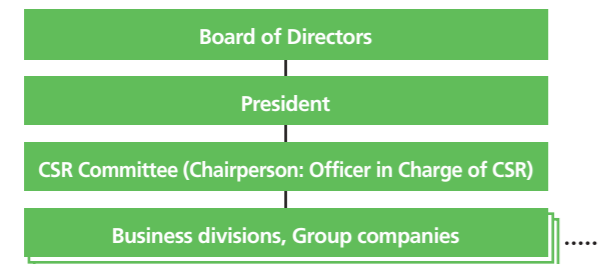 Board of Directors
President
CSR Committee (Chairperson: Officer in Charge of CSR)
Business divisions, Group companies
.....